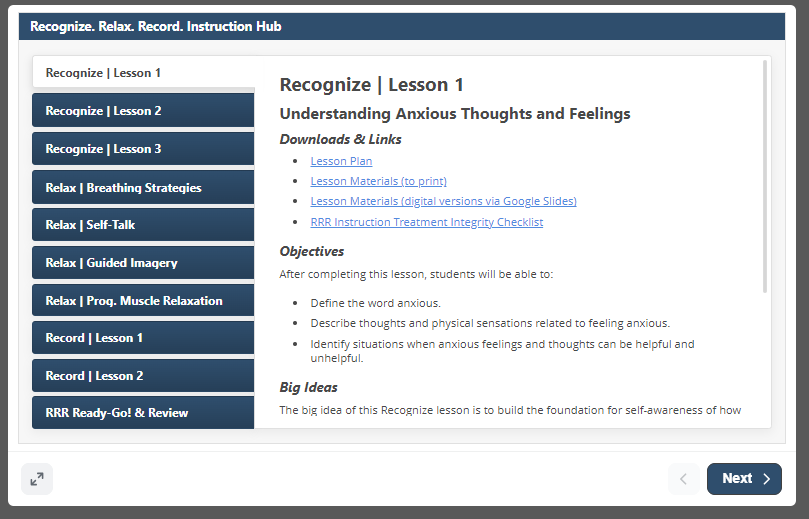 Recognize. Relax. Record. Instruction Hub
Recognize | Lesson 1
Recognize | Lesson 2
Recognize | Lesson 3
Relax | Breathing Strategies
Relax | Self-Talk
Relax | Guided Imagery
Relax | Prog. Muscle Relaxation
Record | Lesson 1
Record | Lesson 2
RRR Ready-Go! & Review
Recognize | Lesson 1
Understanding Anxious Thoughts and Feelings
Downloads & Links
• Lesson Plan
• Lesson Materials (to print)
• Lesson Materials (digital versions via Google Slides)
• RRR Instruction Treatment Integrity Checklist
Objectives
After completing this lesson, students will be able to:
• Define the word anxious.
• Describe thoughts and physical sensations related to feeling anxious.
• Identify situations when anxious feelings and thoughts can be helpful and
unhelpful.
Big Ideas
The big idea of this Recognize lesson is to build the foundation for self-awareness of how
Next